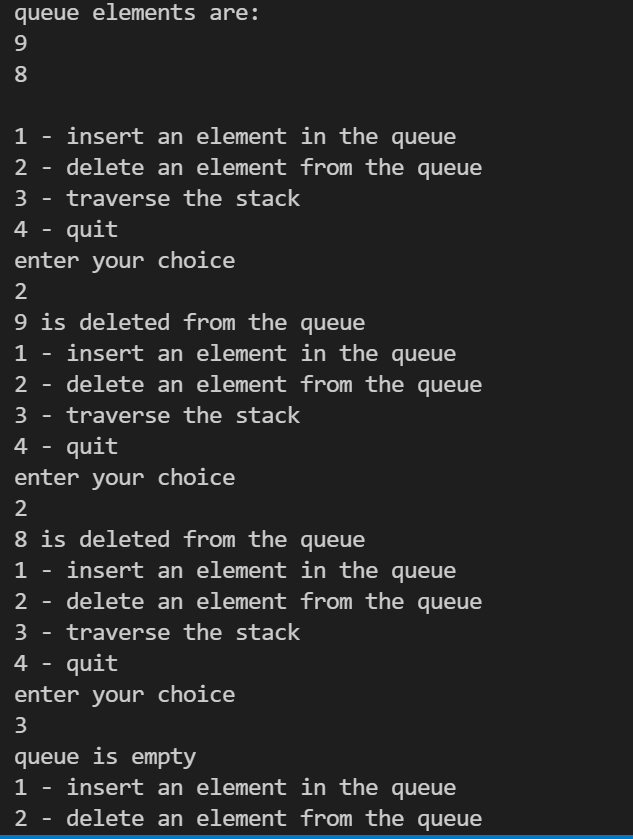 queue elements are:
9
8
1 - insert an element in the queue
2 - delete an element from the queue
3 - traverse the stack
4 - quit
enter your choice
2
9 is deleted from the queue
1 - insert an element in the queue
2 - delete an element from the queue
3 - traverse the stack
4 - quit
enter your choice
2
8 is deleted from the queue
1 - insert an element in the queue
2 - delete an element from the queue
3 - traverse the stack
4 - quit
enter your choice
3
queue is empty
1 - insert an element in the queue
2 - delete an element from the queue